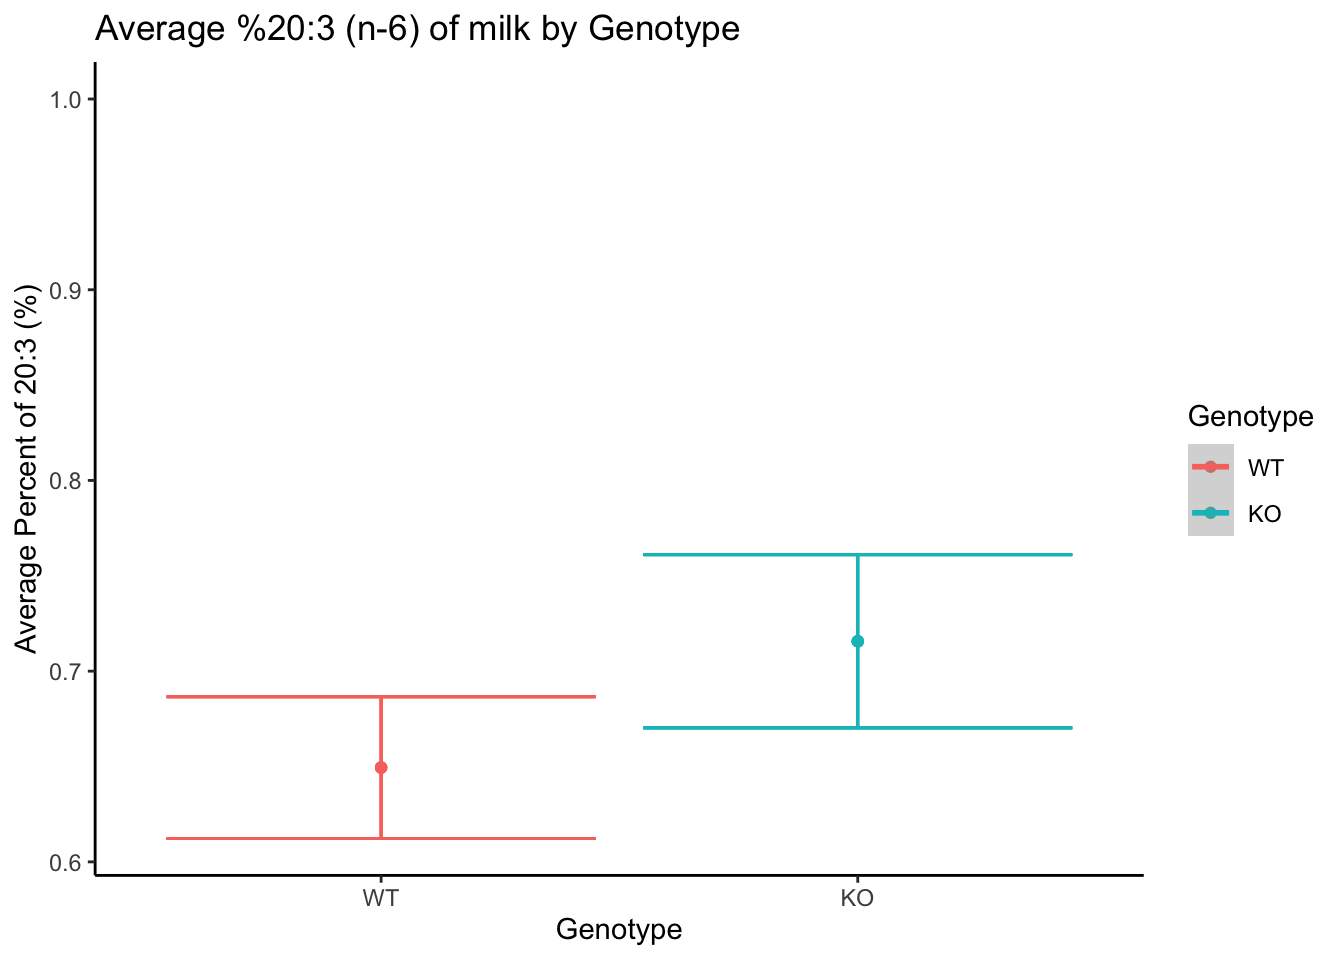 Average %20:3 (n-6) of milk by Genotype
1.0
0.9
0.8
0.7
0.6
Average Percent of 20:3 (%)
WT
KO
Genotype
Genotype
WT
KO